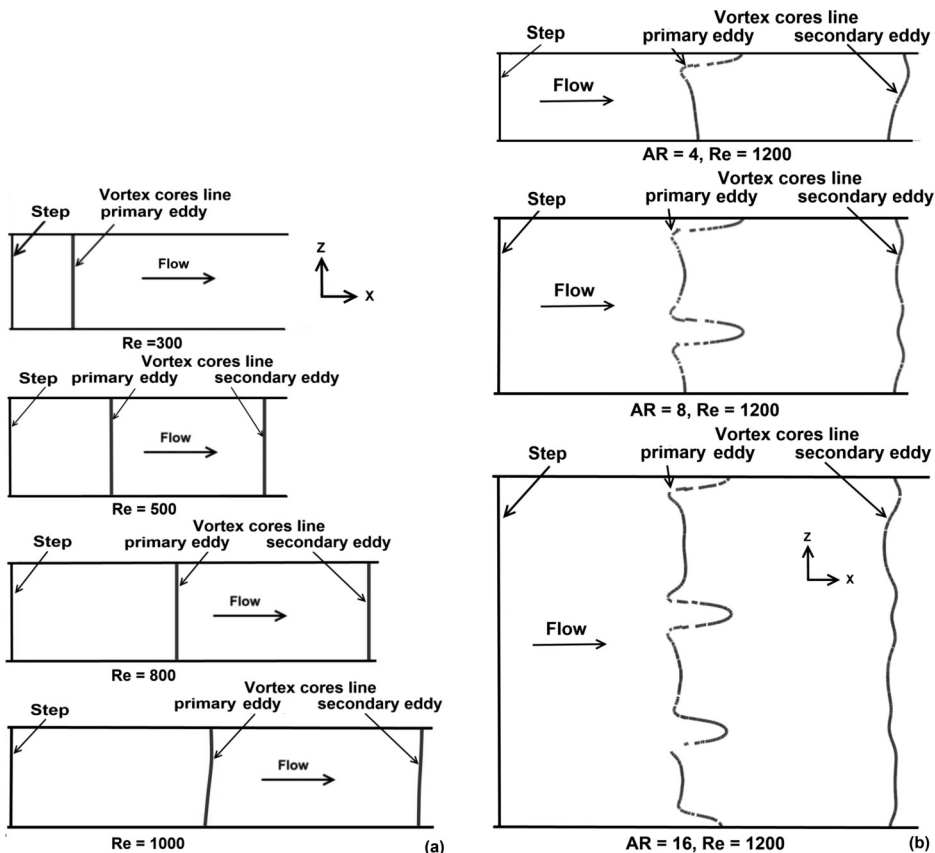 Vortex cores line
Step
primary eddy
Flow
Z
X
Re =300
Vortex cores line
Step
primary eddy
secondary eddy
Flow
Re = 500
Vortex cores line
Step
primary eddy
secondary eddy
Flow
Re = 800
Vortex cores line
Step
primary eddy
secondary eddy
Flow
Re = 1000
(a)
Vortex cores line
Step
primary eddy
secondary eddy
Flow
AR = 4, Re = 1200
Vortex cores line
Step
primary eddy
secondary eddy
Flow
AR = 8, Re = 1200
Vortex cores line
Step
primary eddy
secondary eddy
Z
X
Flow
AR = 16, Re = 1200
(b)